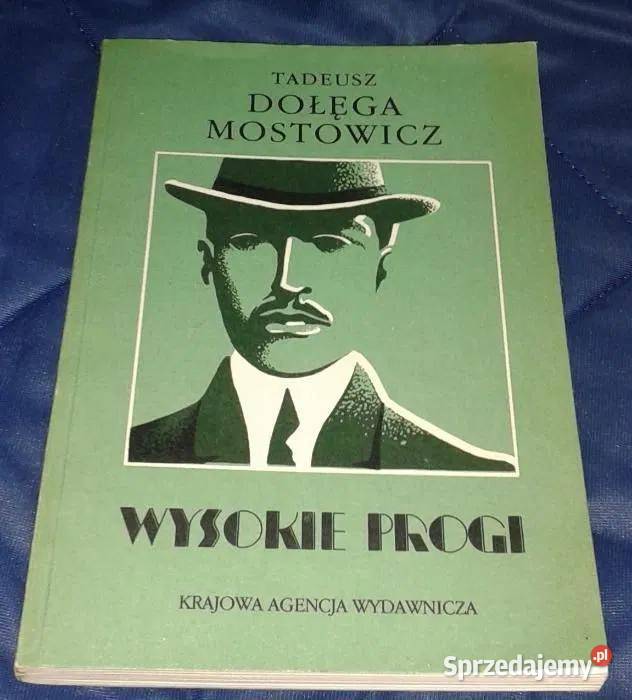 TADEUSZ
DOŁĘGA
MOSTOWICZ
WYSOKIE PROGI
KRAJOWA AGENCJA WYDAWNICZA
Sprzedajemy.pl